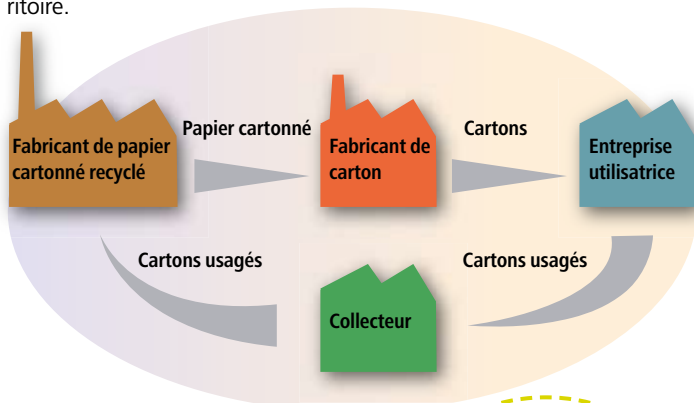 ritoire.
Papier cartonné
Cartons
Fabricant de papier
cartonné recyclé
Fabricant de
carton
Entreprise
utilisatrice
Cartons usagés
Cartons usagés
Collecteur